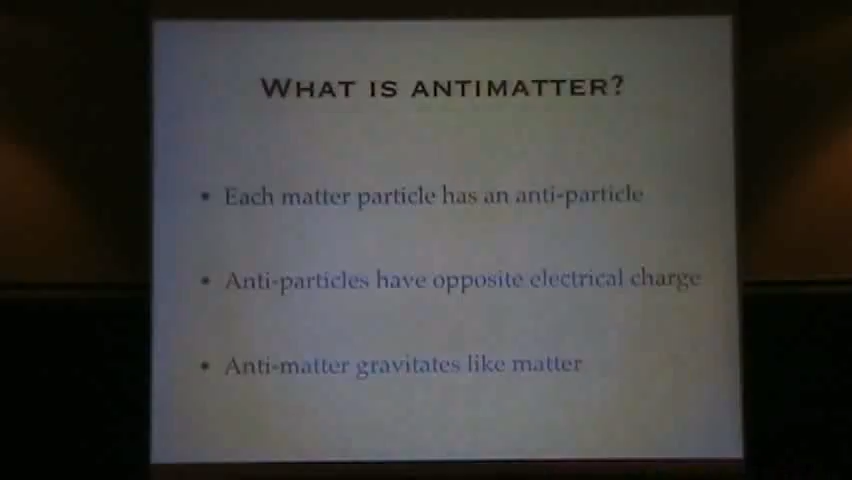 WHAT IS ANTIMATTER?
• Each matter particle has an anti-particle
• Anti-particles have opposite electrical charge
• Anti-matter gravitates like matter